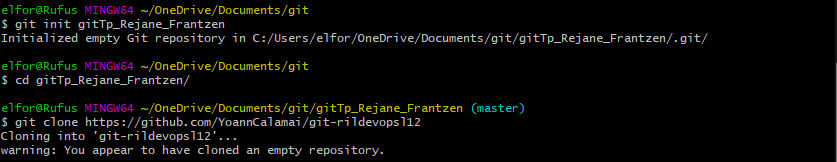 elfor@Rufus MINGW64 ~/OneDrive/Documents/git
$ git init gitTp_Rejane_Frantzen
Initialized empty Git repository in C:/Users/elfor/OneDrive/Documents/git/gitTp_Rejane_Frantzen/.git/
elfor@Rufus MINGW64 ~/OneDrive/Documents/git
$ cd gitTp_Rejane_Frantzen/
elfor@Rufus MINGW64 ~/OneDrive/Documents/git/gitTp_Rejane_Frantzen (master)
$ git clone https://github.com/YoannCalamai/git-rildevopsl12
Cloning into 'git-rildevopsl12'...
warning: You appear to have cloned an empty repository.